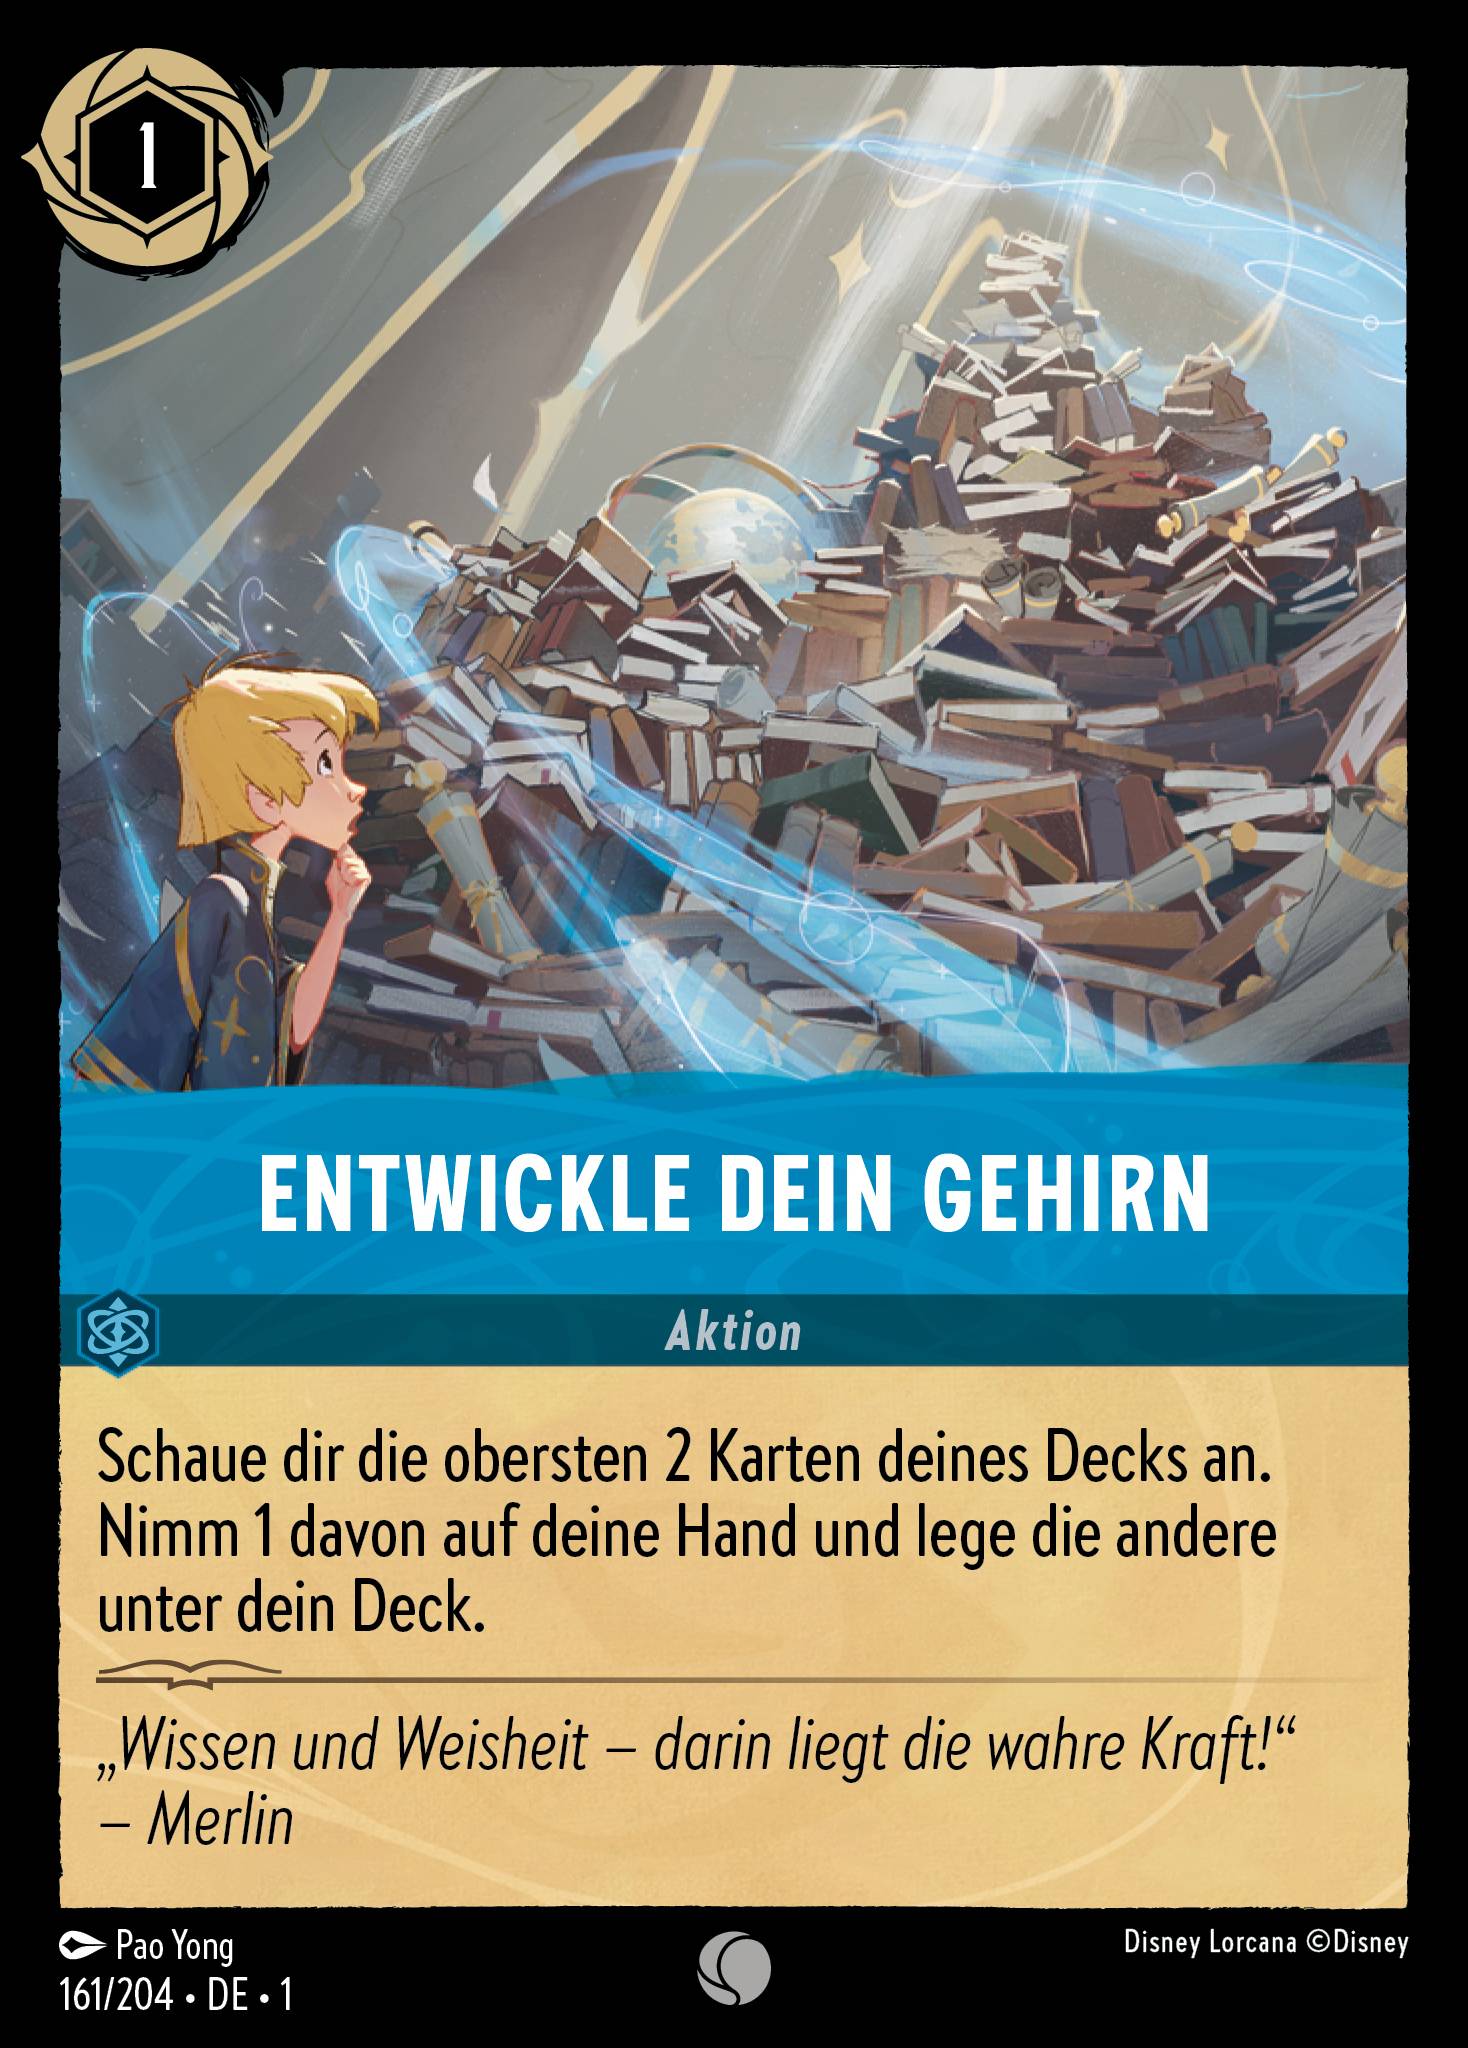 1
ENTWICKLE DEIN GEHIRN
Aktion
Schaue dir die obersten 2 Karten deines Decks an.
Nimm 1 davon auf deine Hand und lege die andere
unter dein Deck.
„Wissen und Weisheit – darin liegt die wahre Kraft!“
– Merlin
Pao Yong
Disney Lorcana ©Disney
161/204 • DE • 1